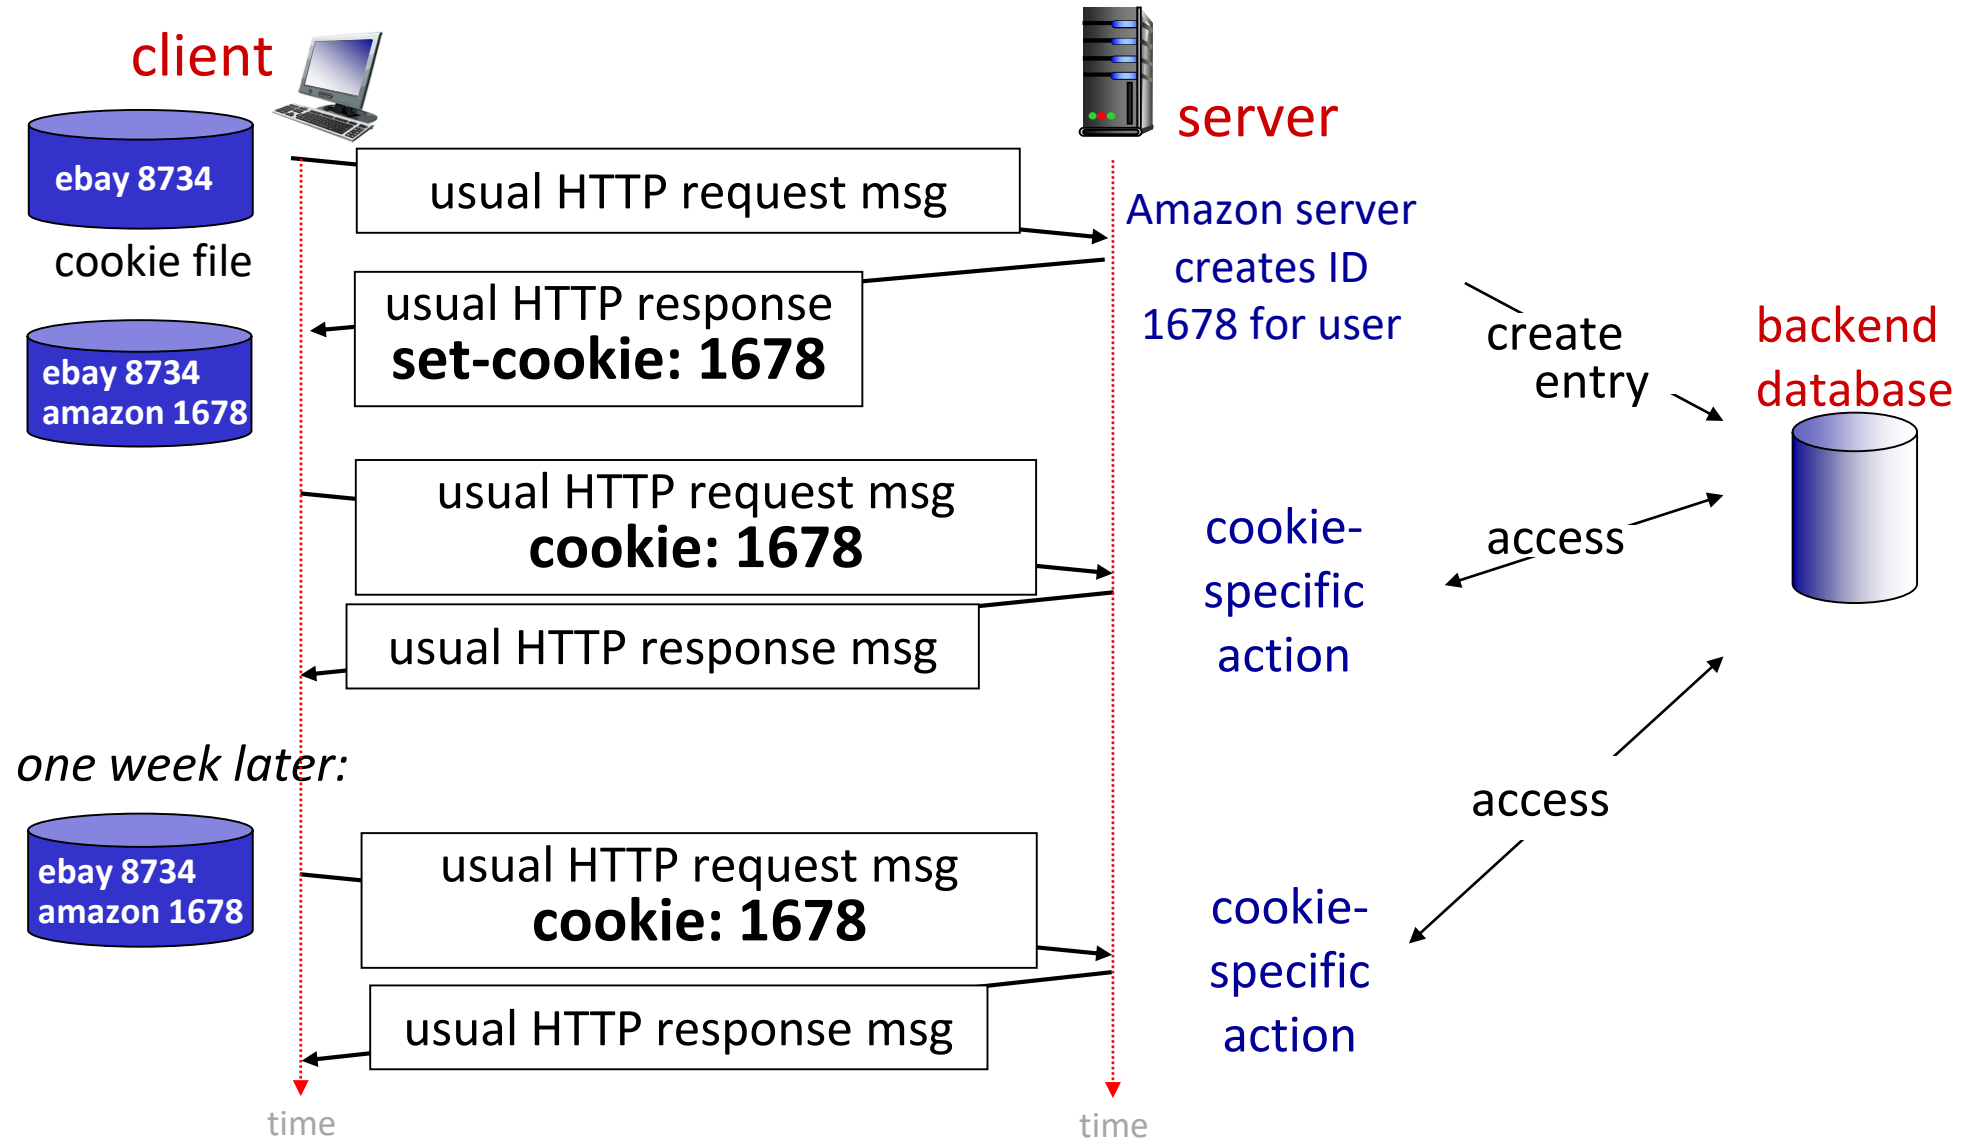 client
server
ebay 8734
cookie file
usual HTTP request msg
Amazon server
creates ID
1678 for user
usual HTTP response
set-cookie: 1678
create
entry
backend
database
ebay 8734
amazon 1678
usual HTTP request msg
cookie: 1678
cookie-
specific
action
access
usual HTTP response msg
one week later:
access
ebay 8734
amazon 1678
usual HTTP request msg
cookie: 1678
cookie-
specific
action
usual HTTP response msg
time
time